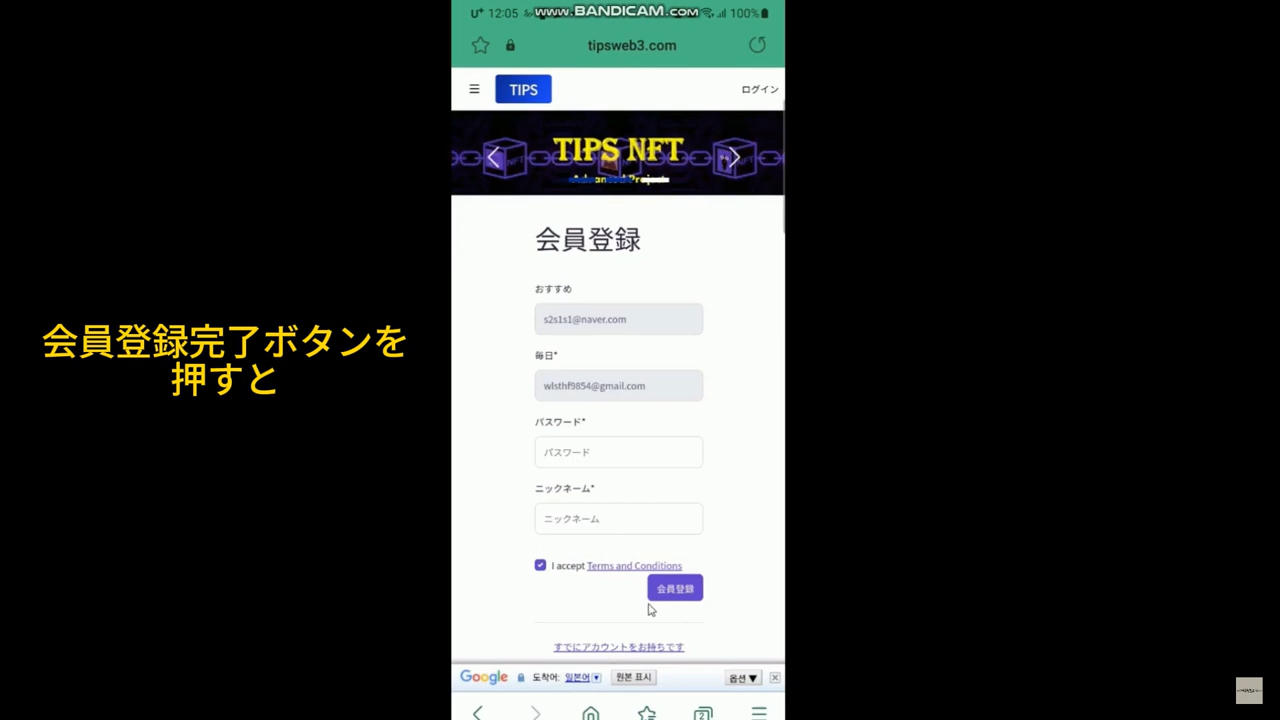 U+ 12:05
www.BANDICAM.com
100%
tipsweb3.com
TIPS
ログイン
TIPS NFT
Advanced Project
会員登録
おすすめ
s2s1s1@naver.com
毎日*
wlsthf9854@gmail.com
パスワード*
パスワード
ニックネーム*
ニックネーム
I accept Terms and Conditions
会員登録
すでにアカウントをお持ちです
Google 도착어: 일본어 ▼ 원본 표시 옵션 ▼
2
会員登録完了ボタンを
押すと